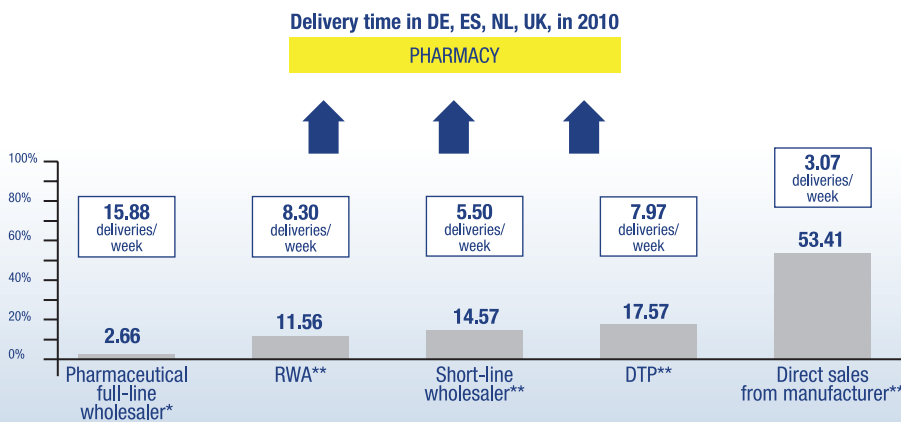 Delivery time in DE, ES, NL, UK, in 2010
PHARMACY
100%
80%
60%
40%
20%
0%
15.88
deliveries/
week
2.66
Pharmaceutical
full-line
wholesaler*
8.30
deliveries/
week
11.56
RWA**
5.50
deliveries/
week
14.57
Short-line
wholesaler**
7.97
deliveries/
week
17.57
DTP**
3.07
deliveries/
week
53.41
Direct sales
from manufacturer**